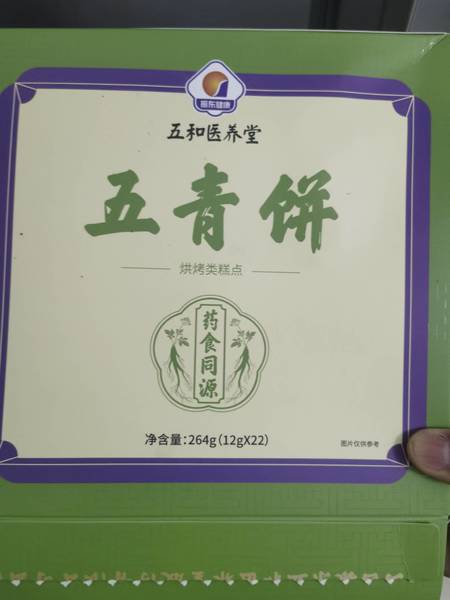 振东健康
五和医养堂
五青饼
烘烤类糕点
药食同源
净含量:264g(12gX22)
图片仅供参考